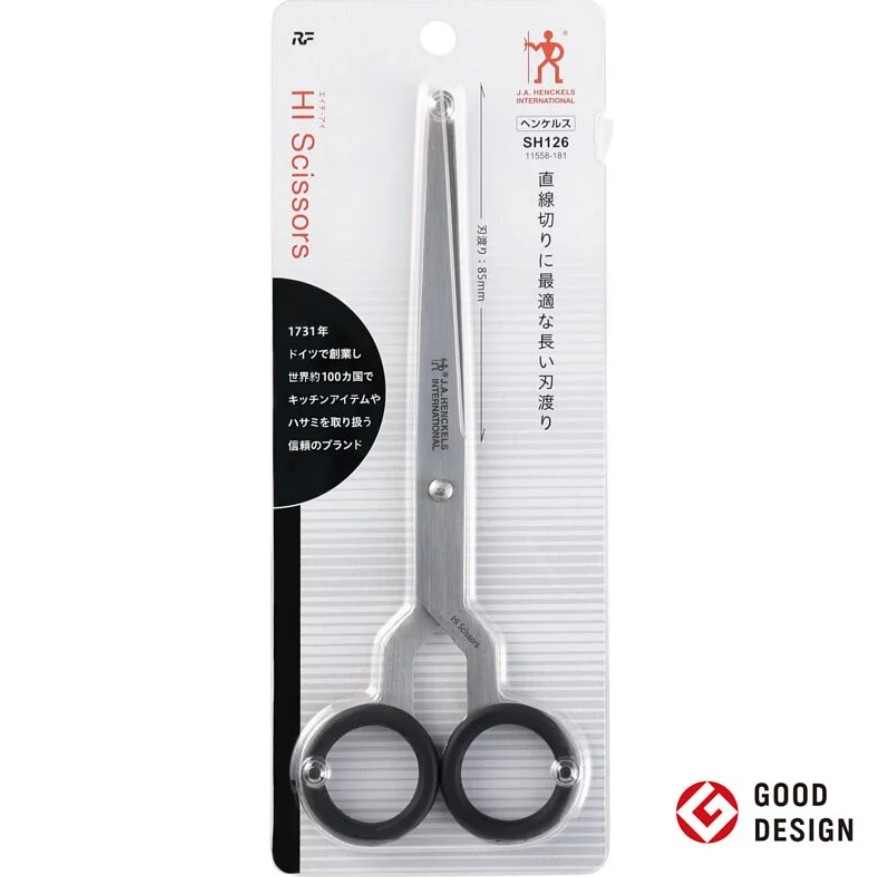 RF
エイチ・アイ
HI Scissors
J.A. HENCKELS
INTERNATIONAL
ヘンケルス
SH126
11558-181
直線切りに最適な長い刃渡り
刃渡り：85mm
1731年
ドイツで創業し
世界約100カ国で
キッチンアイテムや
ハサミを取り扱う
信頼のブランド
J.A.HENCKELS
INTERNATIONAL
HI Scissors
GOOD
DESIGN